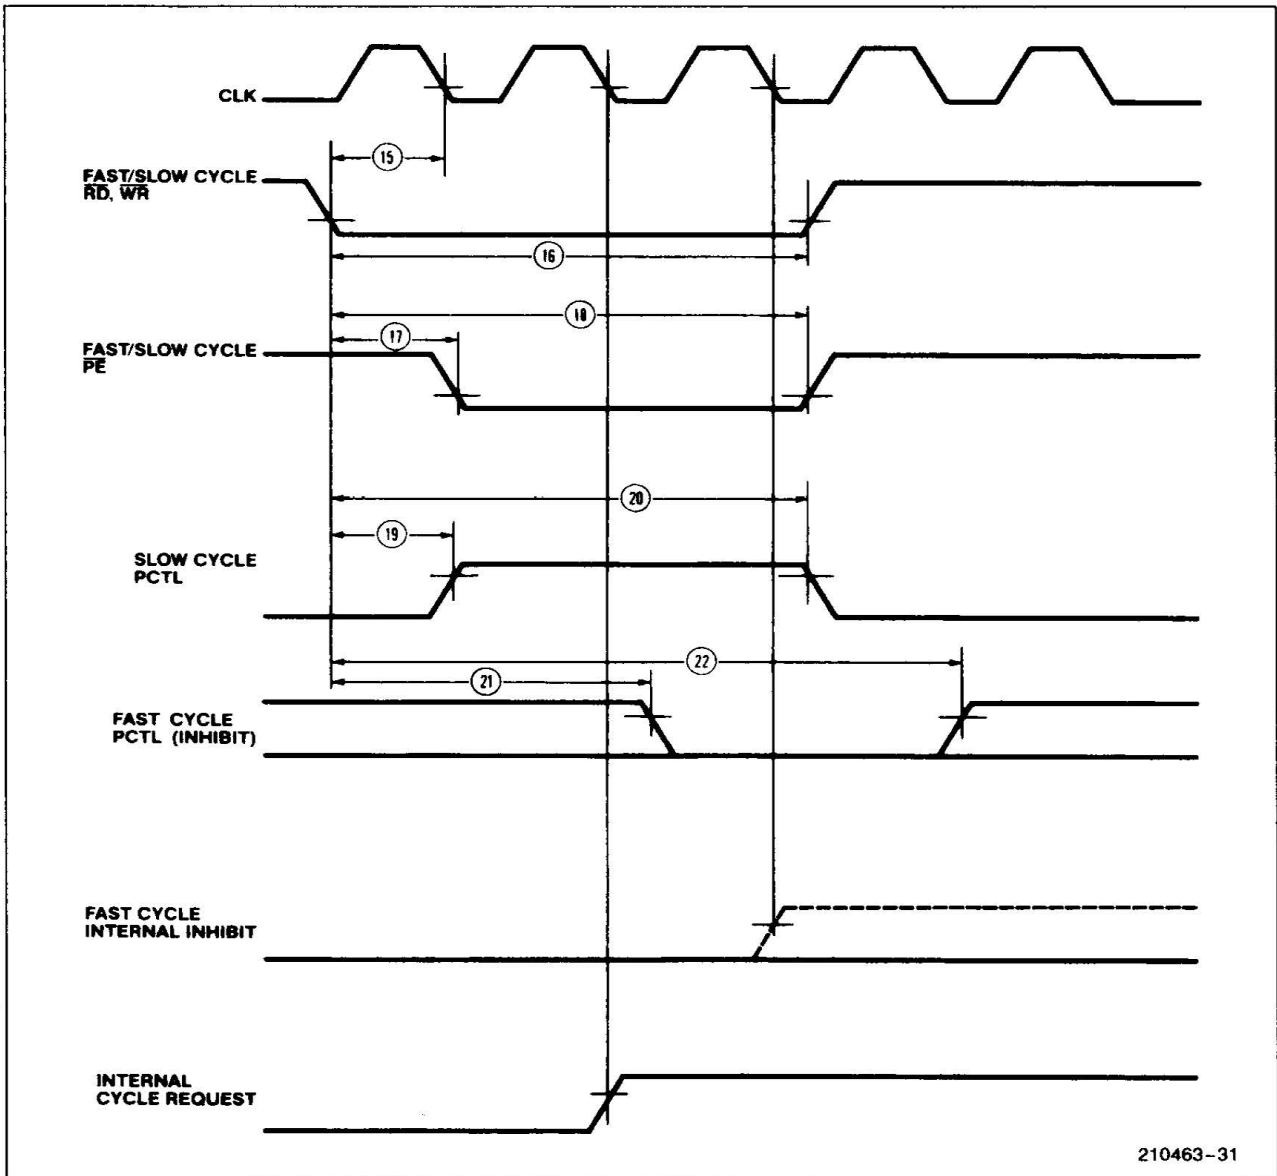 CLK
15
FAST/SLOW CYCLE
RD, WR
16
18
17
FAST/SLOW CYCLE
PE
20
19
SLOW CYCLE
PCTL
22
21
FAST CYCLE
PCTL (INHIBIT)
FAST CYCLE
INTERNAL INHIBIT
INTERNAL
CYCLE REQUEST
210463-31